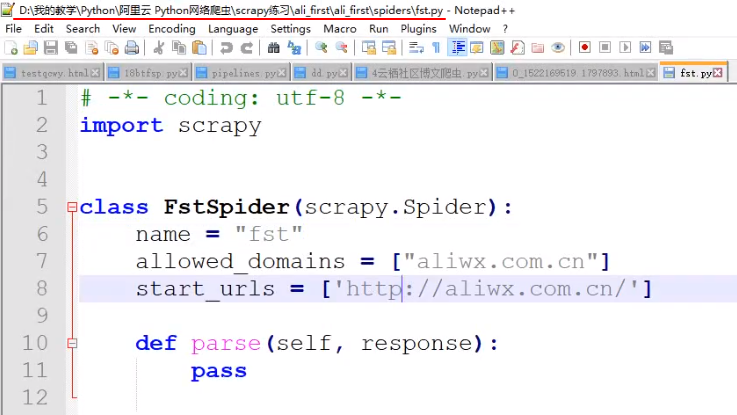 D:\我的教学\Python\阿里云 Python网络爬虫\scrapy练习\ali_first\ali_first\spiders\fst.py - Notepad++
File Edit Search View Encoding Language Settings Tools Macro Run Plugins Window ?
testgowy.html 18btfsp.py pipelines.py dd.py 4云栖社区博文爬虫.py 0_1522169519_1797893.html fst.py
1 # -*- coding: utf-8 -*-
2 import scrapy
3
4
5 class FstSpider(scrapy.Spider):
6 name = "fst"
7 allowed_domains = ["aliwx.com.cn"]
8 start_urls = ['http://aliwx.com.cn/']
9
10 def parse(self, response):
11 pass
12